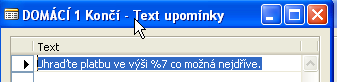 DOMÁCÍ 1 Končí - Text upomínky
Text
Uhraďte platbu ve výši %7 co možná nejdříve.